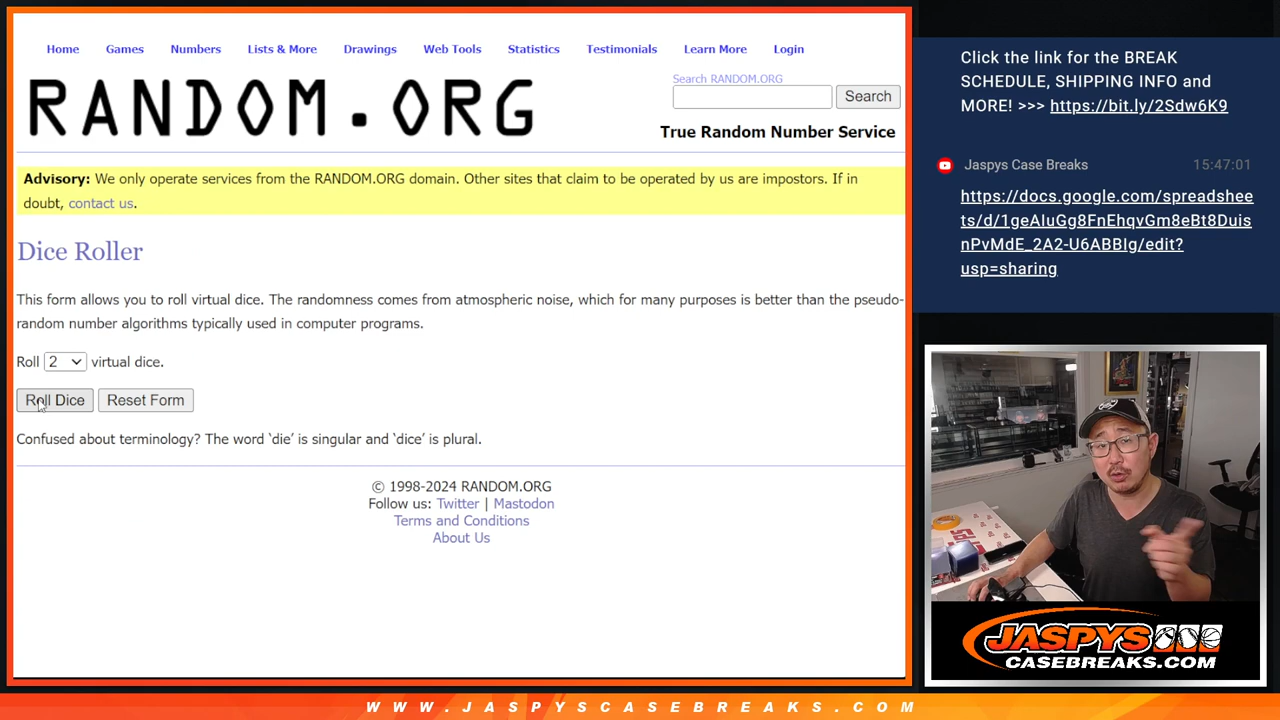 Home Games Numbers Lists & More Drawings Web Tools Statistics Testimonials Learn More Login
RANDOM.ORG
Search RANDOM.ORG
Search
True Random Number Service
Advisory: We only operate services from the RANDOM.ORG domain. Other sites that claim to be operated by us are impostors. If in
doubt, contact us.
Dice Roller
This form allows you to roll virtual dice. The randomness comes from atmospheric noise, which for many purposes is better than the pseudo-
random number algorithms typically used in computer programs.
Roll 2 virtual dice.
Roll Dice Reset Form
Confused about terminology? The word ‘die’ is singular and ‘dice’ is plural.
© 1998-2024 RANDOM.ORG
Follow us: Twitter | Mastodon
Terms and Conditions
About Us
Click the link for the BREAK
SCHEDULE, SHIPPING INFO and
MORE! >>> https://bit.ly/2Sdw6K9
Jaspys Case Breaks 15:47:01
https://docs.google.com/spreadshee
ts/d/1geAIuGg8FnEhqvGm8eBt8Duis
nPvMdE_2A2-U6ABBIg/edit?
usp=sharing
JASPYS
CASEBREAKS.COM
WWW.JASPYSCASEBREAKS.COM